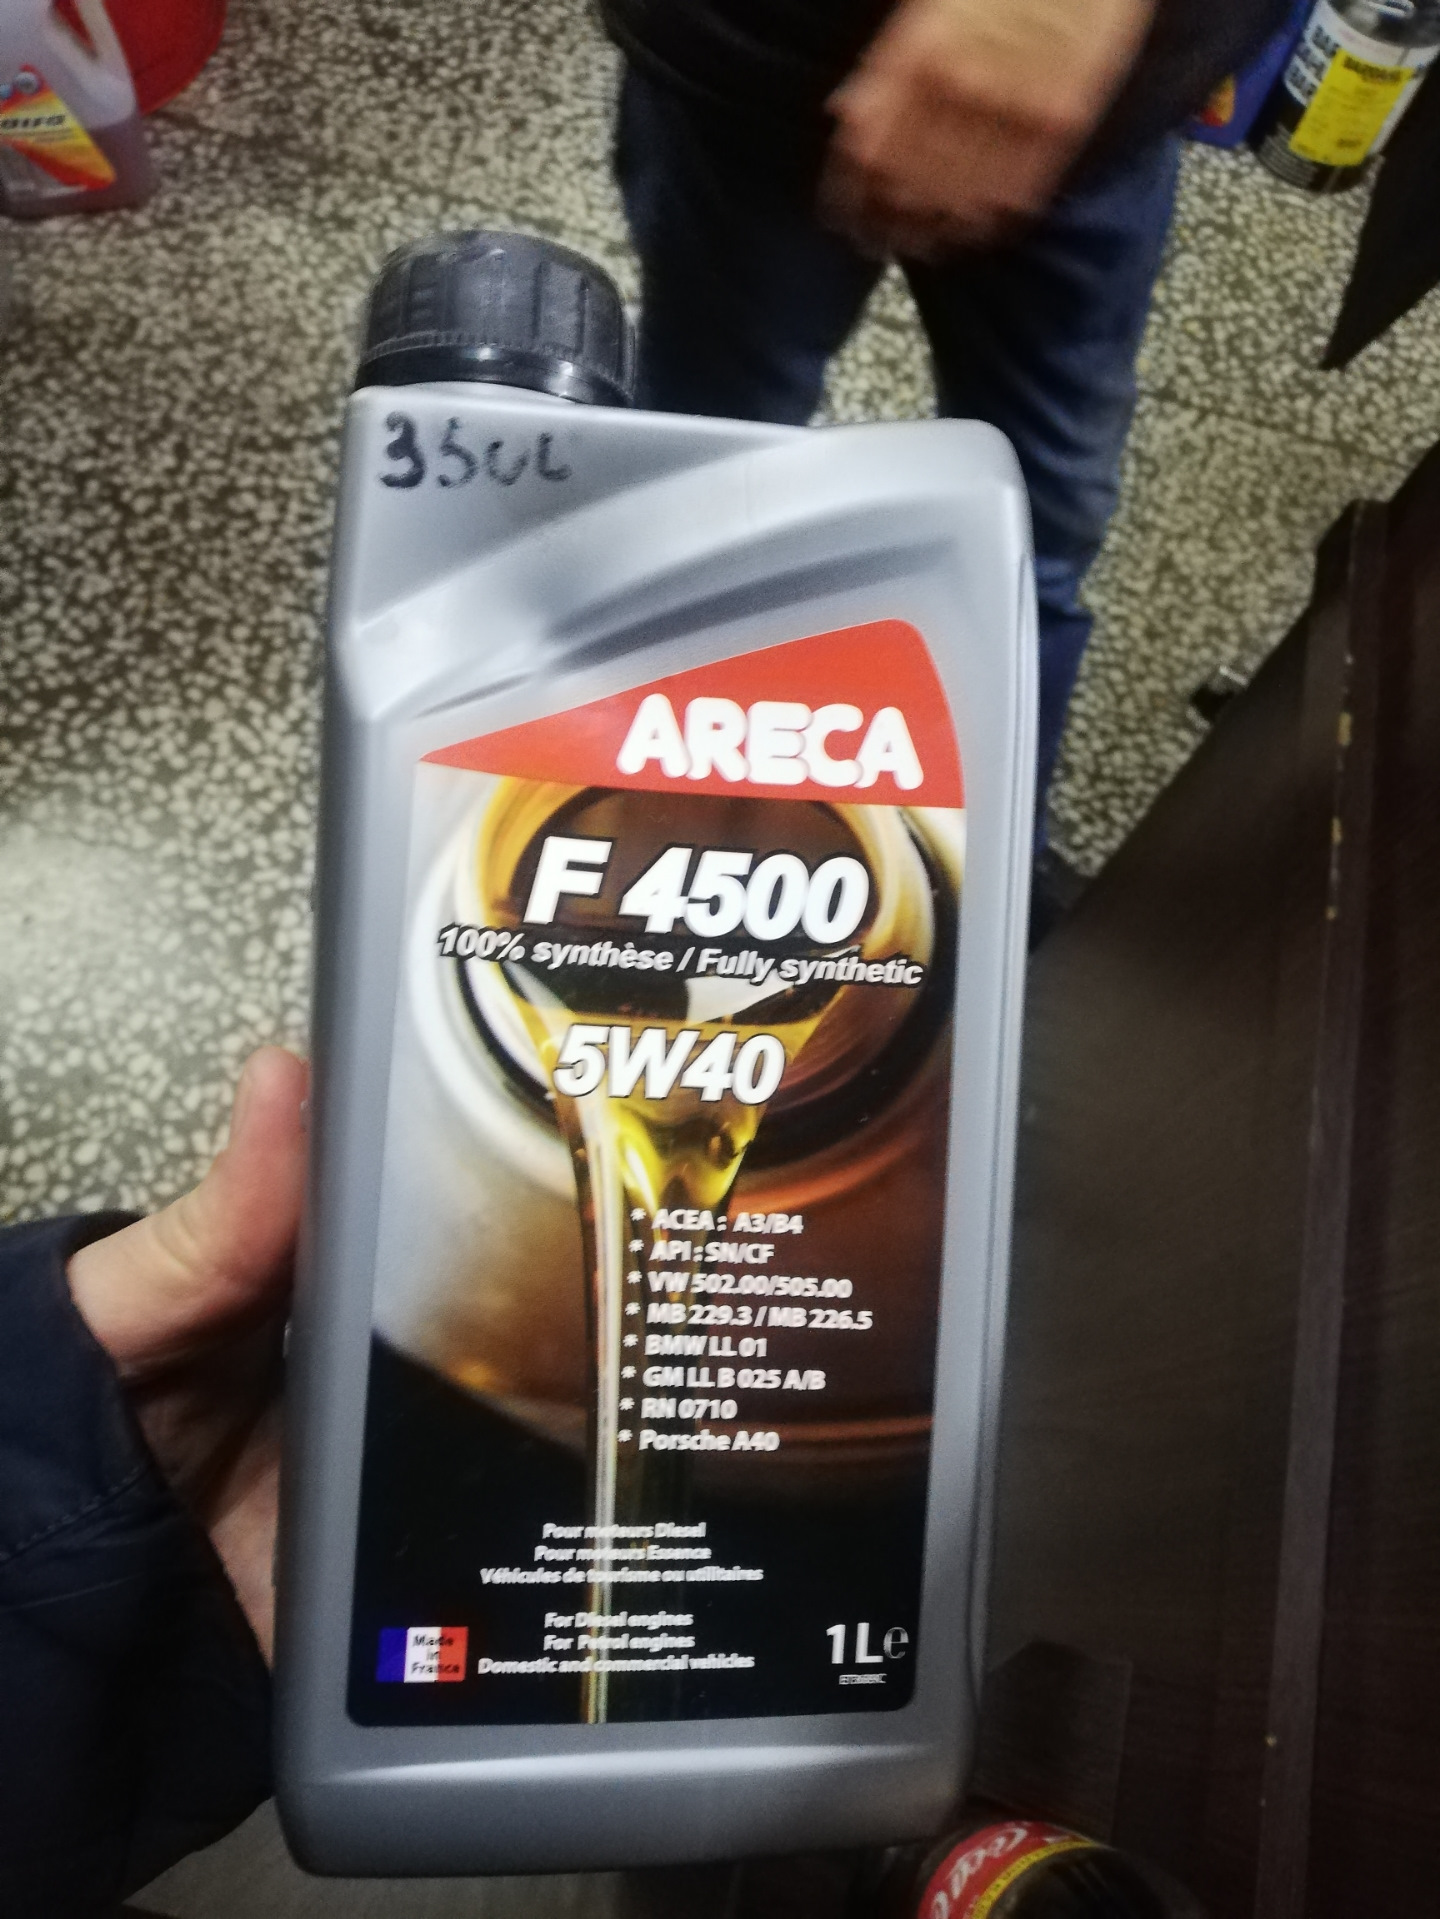 ARECA
F 4500
100% synthèse / Fully synthetic
5W40
* ACEA : A3/B4
* API : SN/CF
* VW 502.00/505.00
* MB 229.3 / MB 226.5
* BMW LL 01
* GM LL B 025 A/B
* RN 0710
* Porsche A40
Pour moteurs Diesel
Pour moteurs Essence
Véhicules de tourisme ou utilitaires
For Diesel engines
For Petrol engines
Domestic and commercial vehicles
Made
in
France
1L e